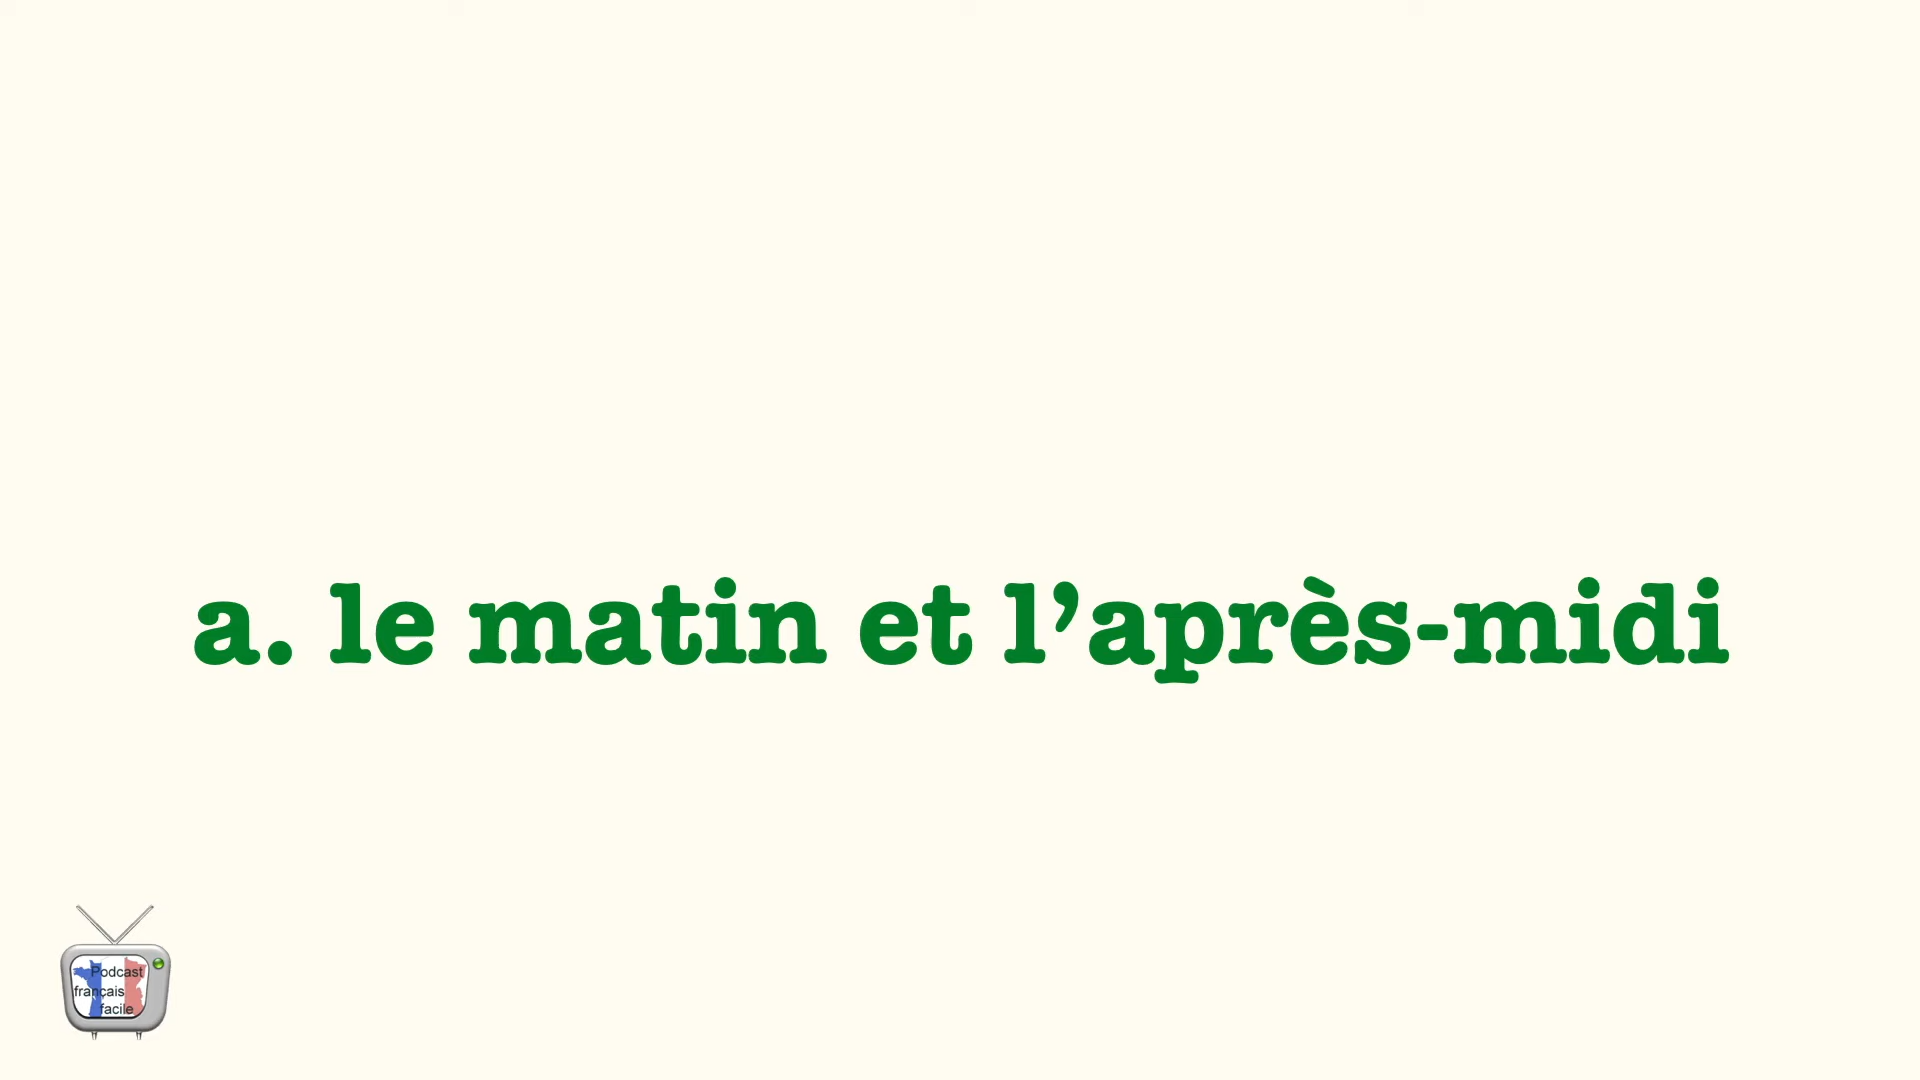 a. le matin et l’après-midi
Podcast
français
facile